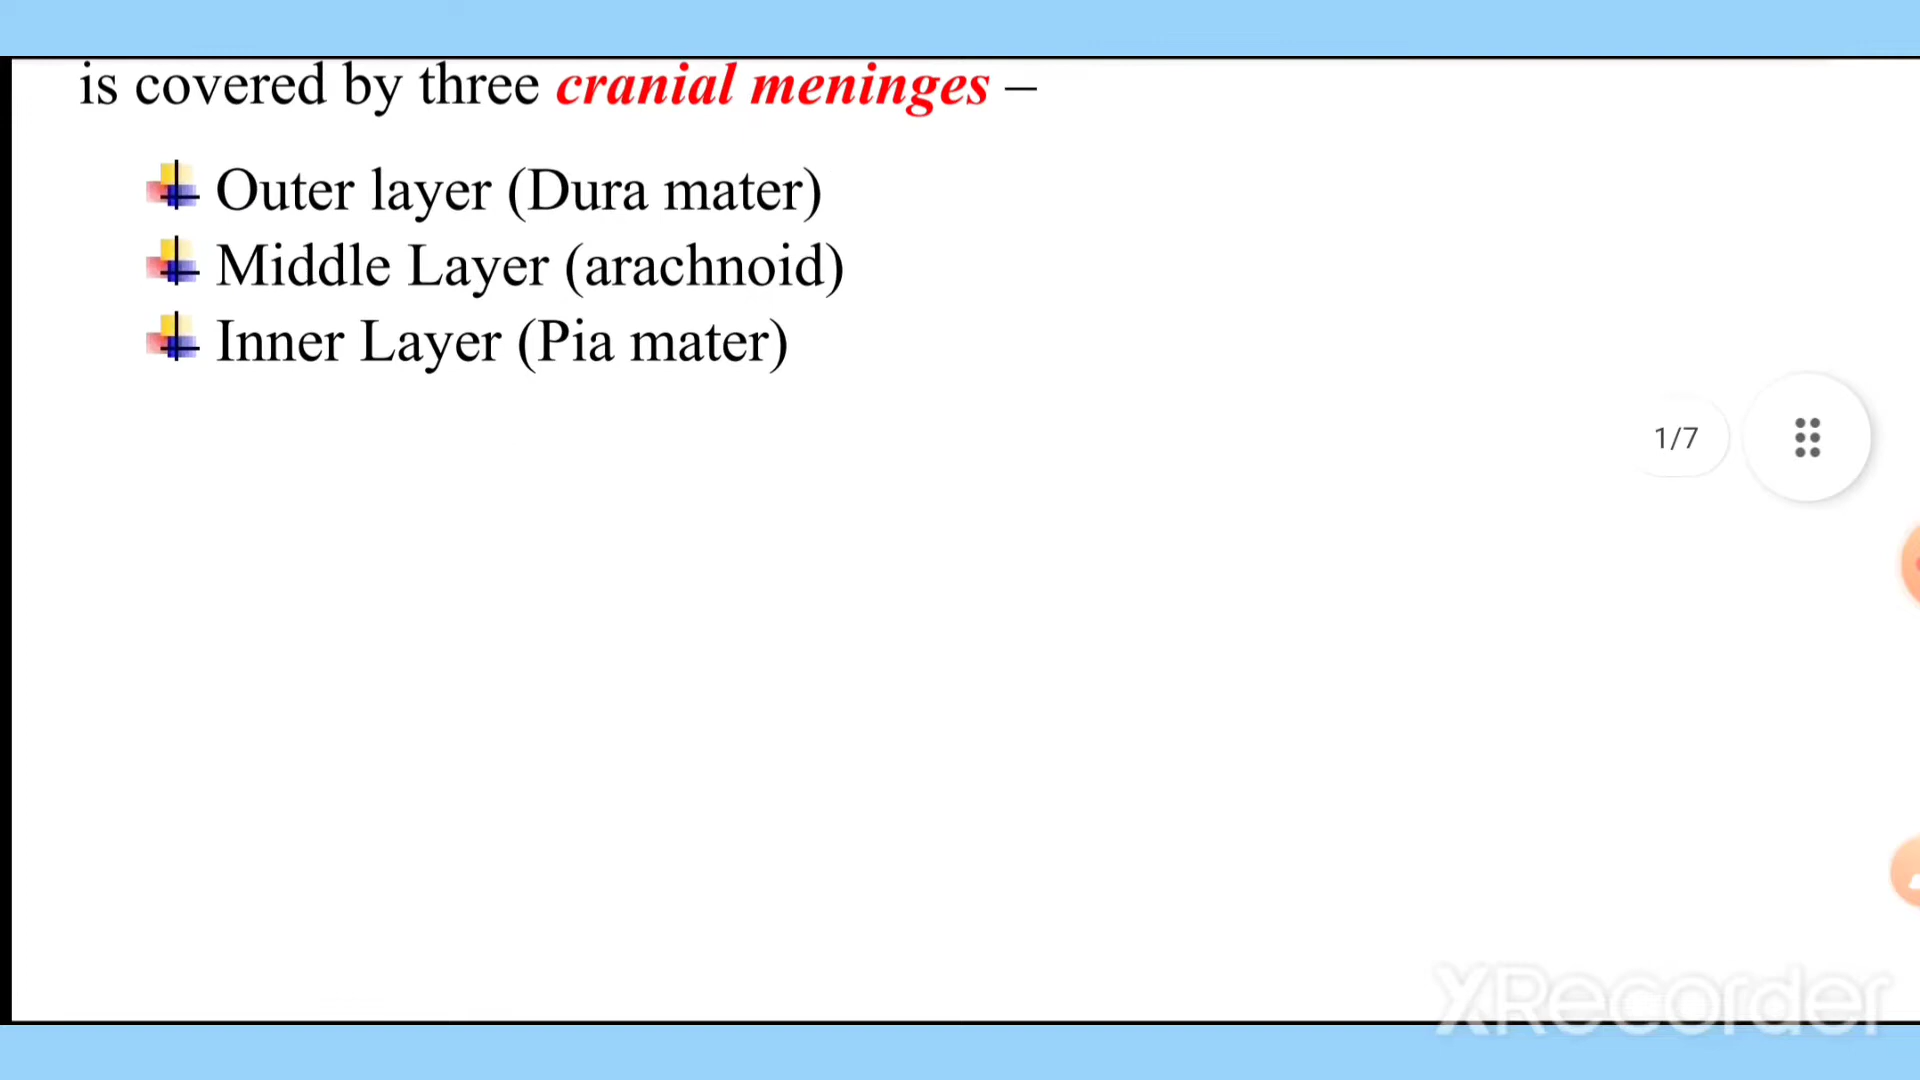 is covered by three cranial meninges –
Outer layer (Dura mater)
Middle Layer (arachnoid)
Inner Layer (Pia mater)
1/7
XRecorder